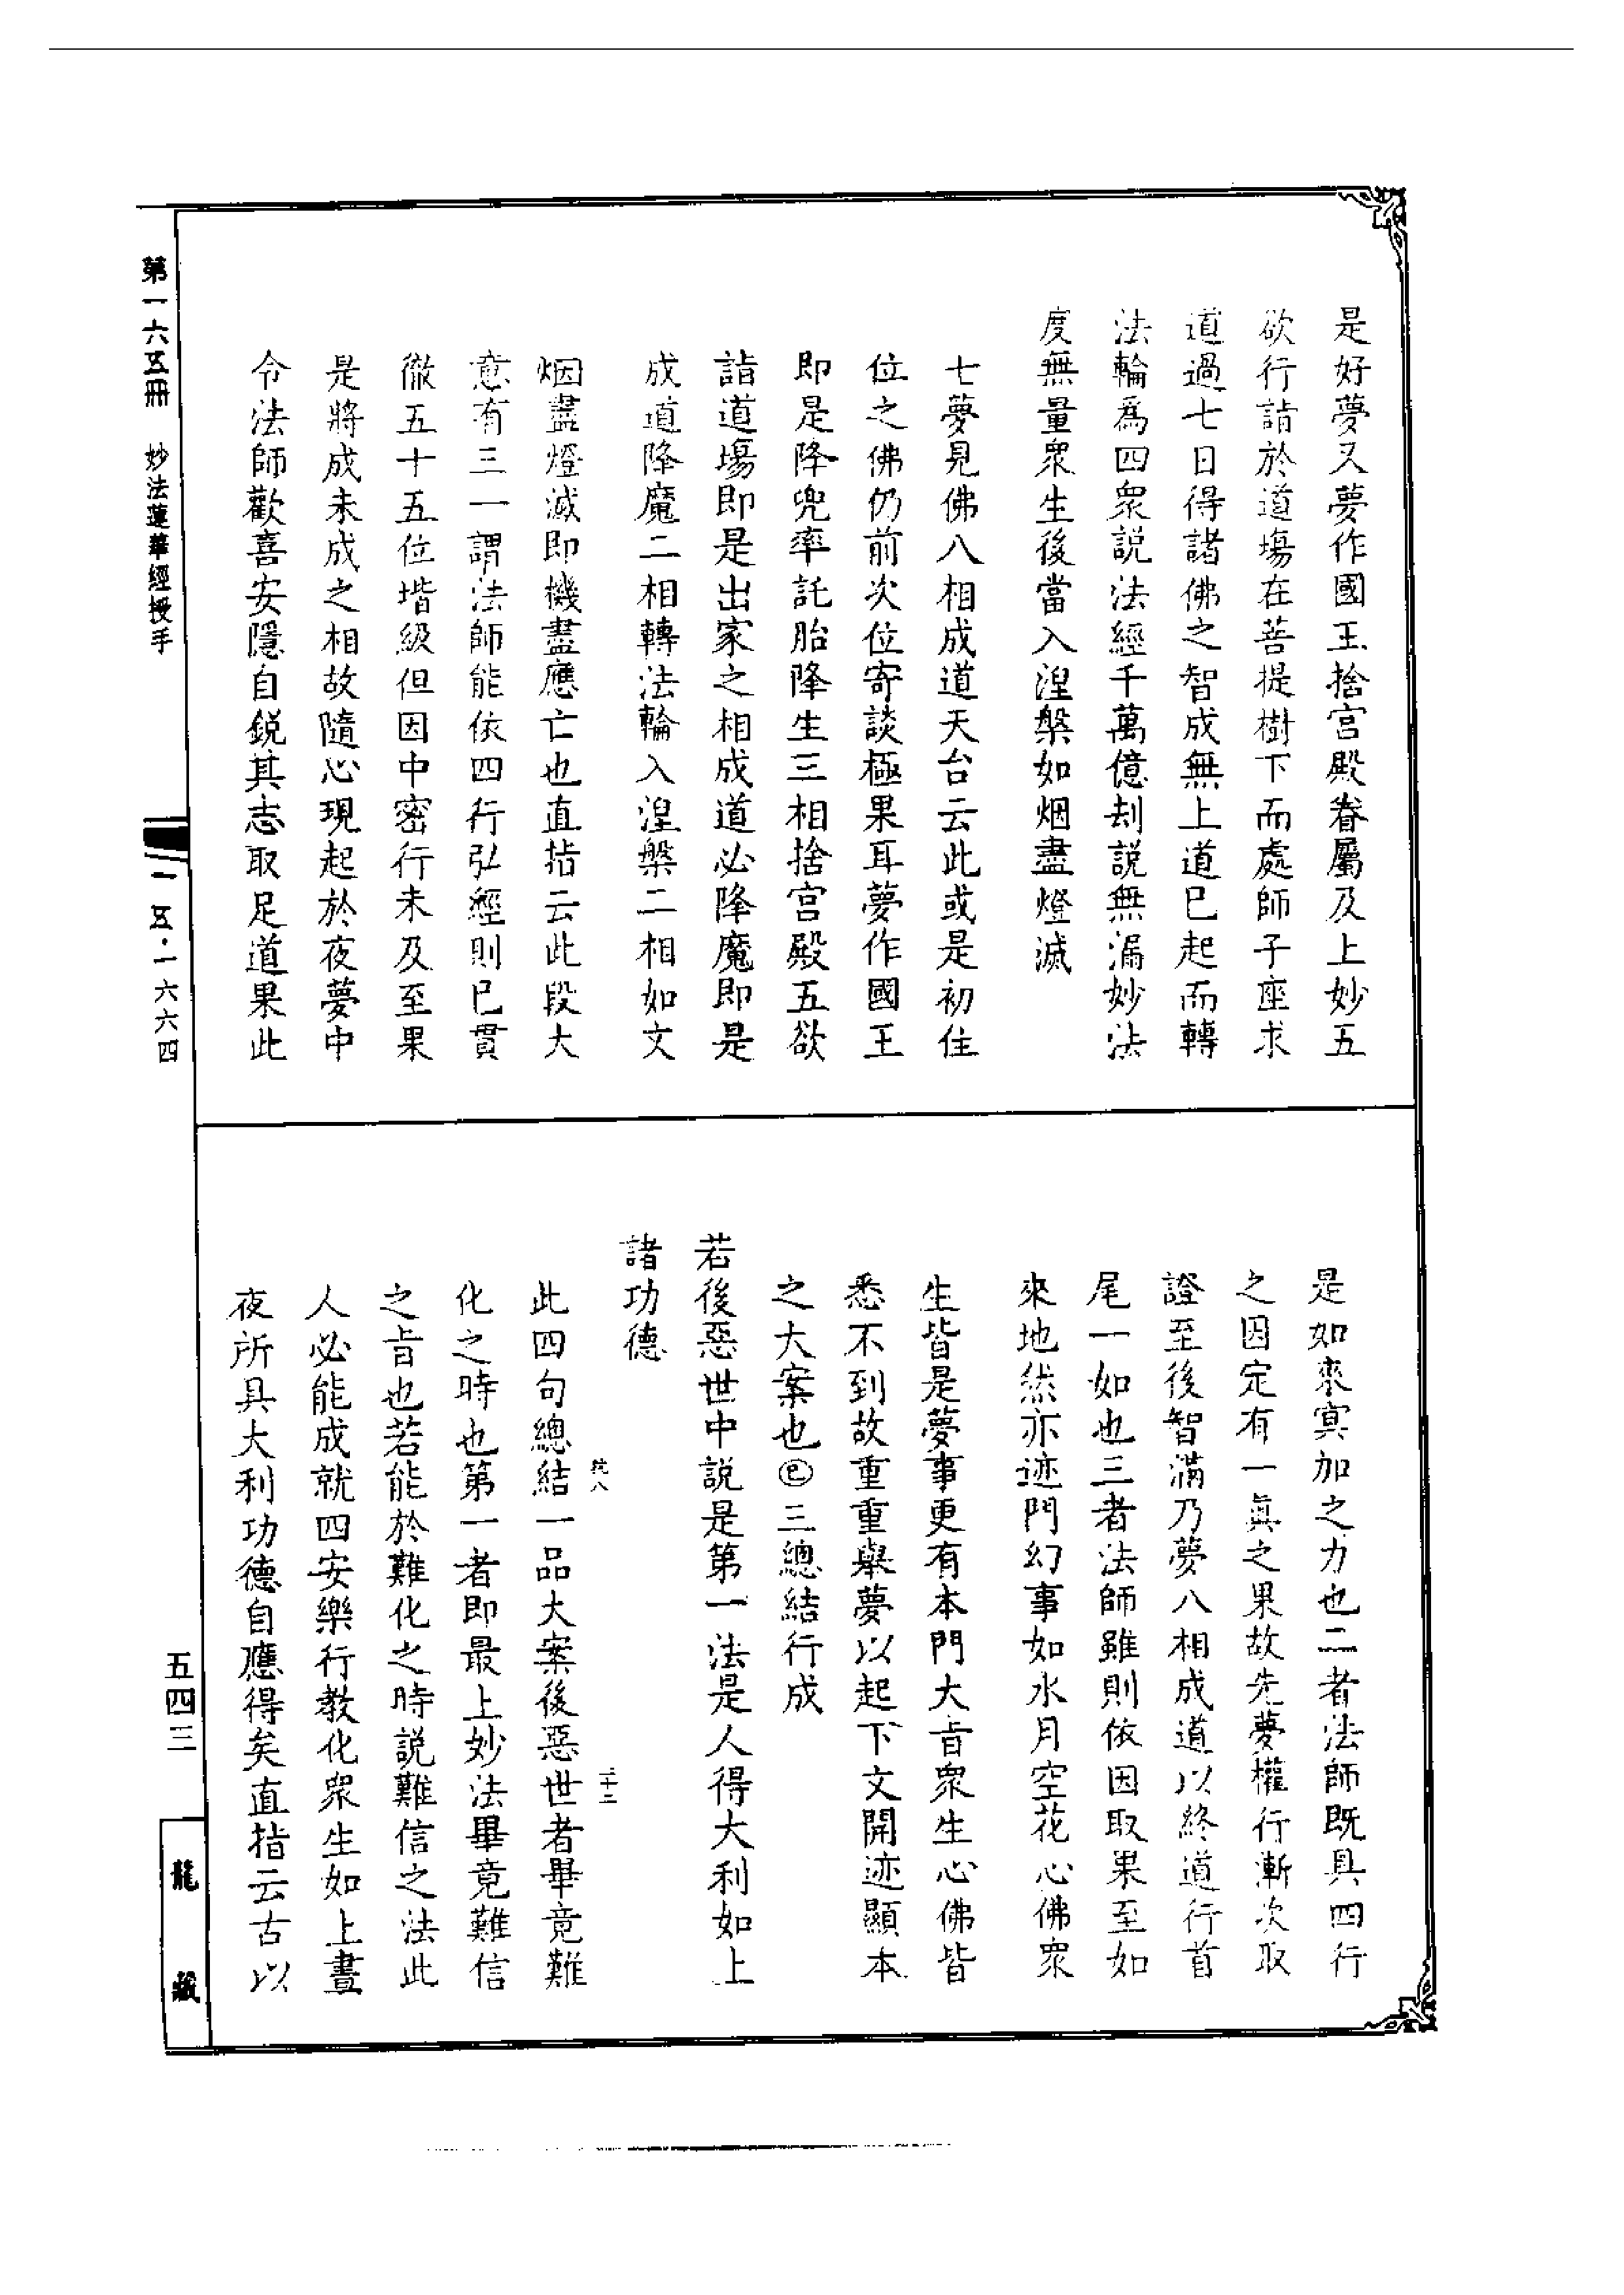 是好夢又夢作國王捨宮殿眷屬及上妙五
欲行詣於道場在菩提樹下而處師子座求
道過七日得諸佛之智成無上道已起而轉
法輪爲四衆説法經千萬億刦説無漏妙法
度無量衆生後當入涅槃如烟盡燈滅
七夢見佛八相成道天台云此或是初住
位之佛仍前次位寄談極果耳夢作國王
即是降兜率託胎降生三相捨宮殿五欲
詣道場即是出家之相成道必降魔即是
成道降魔二相轉法輪入涅槃二相如文
烟盡燈滅即機盡應亡也直指云此段大
意有三一謂法師能依四行弘經則已貫
徹五十五位堦級但因中密行未及至果
是將成未成之相故隨心現起於夜夢中
令法師歡喜安隱自銳其志取足道果此
是如來冥加之力也二者法師既具四行
之因定有一眞之果故先夢權行漸次取
證至後智滿乃夢八相成道以終道行首
尾一如也三者法師雖則依因取果至如
來地然亦迹門幻事如水月空花心佛衆
生皆是夢事更有本門大旨衆生心佛皆
悉不到故重重舉夢以起下文開迹顯本
之大案也㊣三總結行成
若後惡世中説是第一法是人得大利如上
諸功德
此四句總結一品大案後惡世者畢竟難
化之時也第一者即最上妙法畢竟難信
之旨也若能於難化之時説難信之法此
人必能成就四安樂行教化衆生如上晝
夜所具大利功德自應得矣直指云古以
二十三
第一六五冊　妙法蓮華經授手
一五·一六六四
五四三
龍藏